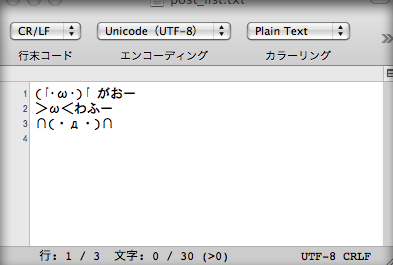 post_list.txt
CR/LF
Unicode（UTF-8）
Plain Text
行末コード
エンコーディング
カラーリング
1 (「・ω・)「 がおー
2 ＞ω＜わふー
3 ∩(・д・)∩
4
行: 1 / 3 文字: 0 / 30 (>0)
UTF-8 CRLF